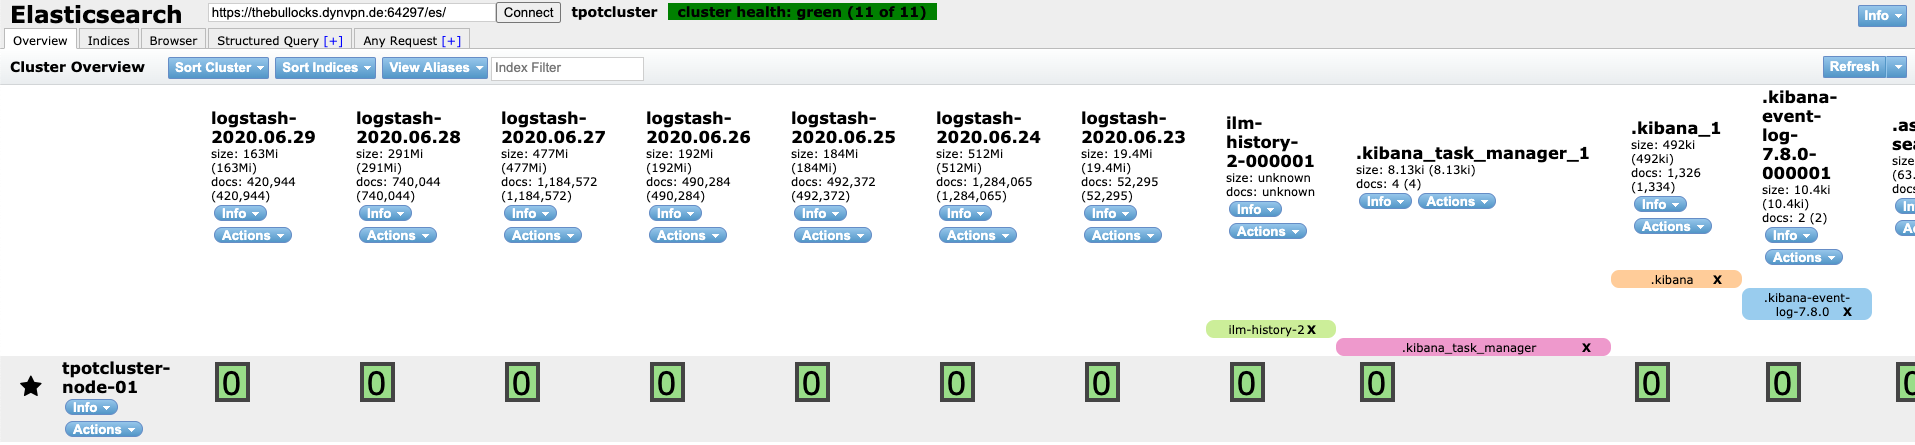 Elasticsearch
https://thebullocks.dynvpn.de:64297/es/
Connect
tpotcluster
cluster health: green (11 of 11)
Info
Overview
Indices
Browser
Structured Query [+]
Any Request [+]
Cluster Overview
Sort Cluster
Sort Indices
View Aliases
Index Filter
Refresh
logstash-
2020.06.29
size: 163Mi
(163Mi)
docs: 420,944
(420,944)
Info
Actions
logstash-
2020.06.28
size: 291Mi
(291Mi)
docs: 740,044
(740,044)
Info
Actions
logstash-
2020.06.27
size: 477Mi
(477Mi)
docs: 1,184,572
(1,184,572)
Info
Actions
logstash-
2020.06.26
size: 192Mi
(192Mi)
docs: 490,284
(490,284)
Info
Actions
logstash-
2020.06.25
size: 184Mi
(184Mi)
docs: 492,372
(492,372)
Info
Actions
logstash-
2020.06.24
size: 512Mi
(512Mi)
docs: 1,284,065
(1,284,065)
Info
Actions
logstash-
2020.06.23
size: 19.4Mi
(19.4Mi)
docs: 52,295
(52,295)
Info
Actions
ilm-
history-
2-000001
size: unknown
docs: unknown
Info
Actions
.kibana_task_manager_1
size: 8.13ki (8.13ki)
docs: 4 (4)
Info
Actions
.kibana_1
size: 492ki
(492ki)
docs: 1,326
(1,334)
Info
Actions
.kibana-
event-
log-
7.8.0-
000001
size: 10.4ki
(10.4ki)
docs: 2 (2)
Info
Actions
.as
sea
size
(63.
docs
In
Ac
.kibana X
.kibana-event-
log-7.8.0 X
ilm-history-2 X
.kibana_task_manager X
tpotcluster-
node-01
Info
Actions
0
0
0
0
0
0
0
0
0
0
0
0